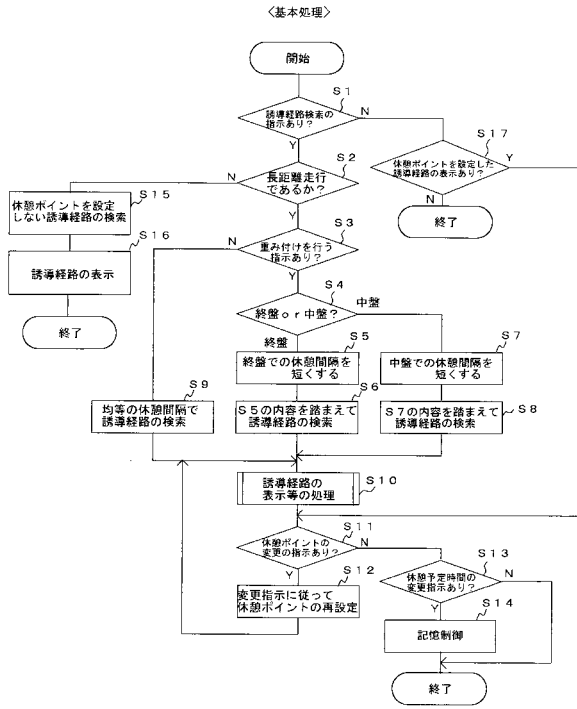 〈基本処理〉
開始
S1
誘導経路検索の
指示あり？
N
Y
S17
休憩ポイントを設定した
誘導経路の表示あり？
Y
N
終了
S2
長距離走行
であるか？
N
Y
S15
休憩ポイントを設定
しない誘導経路の検索
S16
誘導経路の表示
終了
S3
重み付けを行う
指示あり？
N
Y
S4
終盤or中盤？
中盤
終盤
S5
終盤での休憩間隔を
短くする
S7
中盤での休憩間隔を
短くする
S9
均等の休憩間隔で
誘導経路の検索
S6
S5の内容を踏まえて
誘導経路の検索
S8
S7の内容を踏まえて
誘導経路の検索
S10
誘導経路の
表示等の処理
S11
休憩ポイントの
変更の指示あり？
N
Y
S12
変更指示に従って
休憩ポイントの再設定
S13
休憩予定時間の
変更指示あり？
N
Y
S14
記憶制御
終了